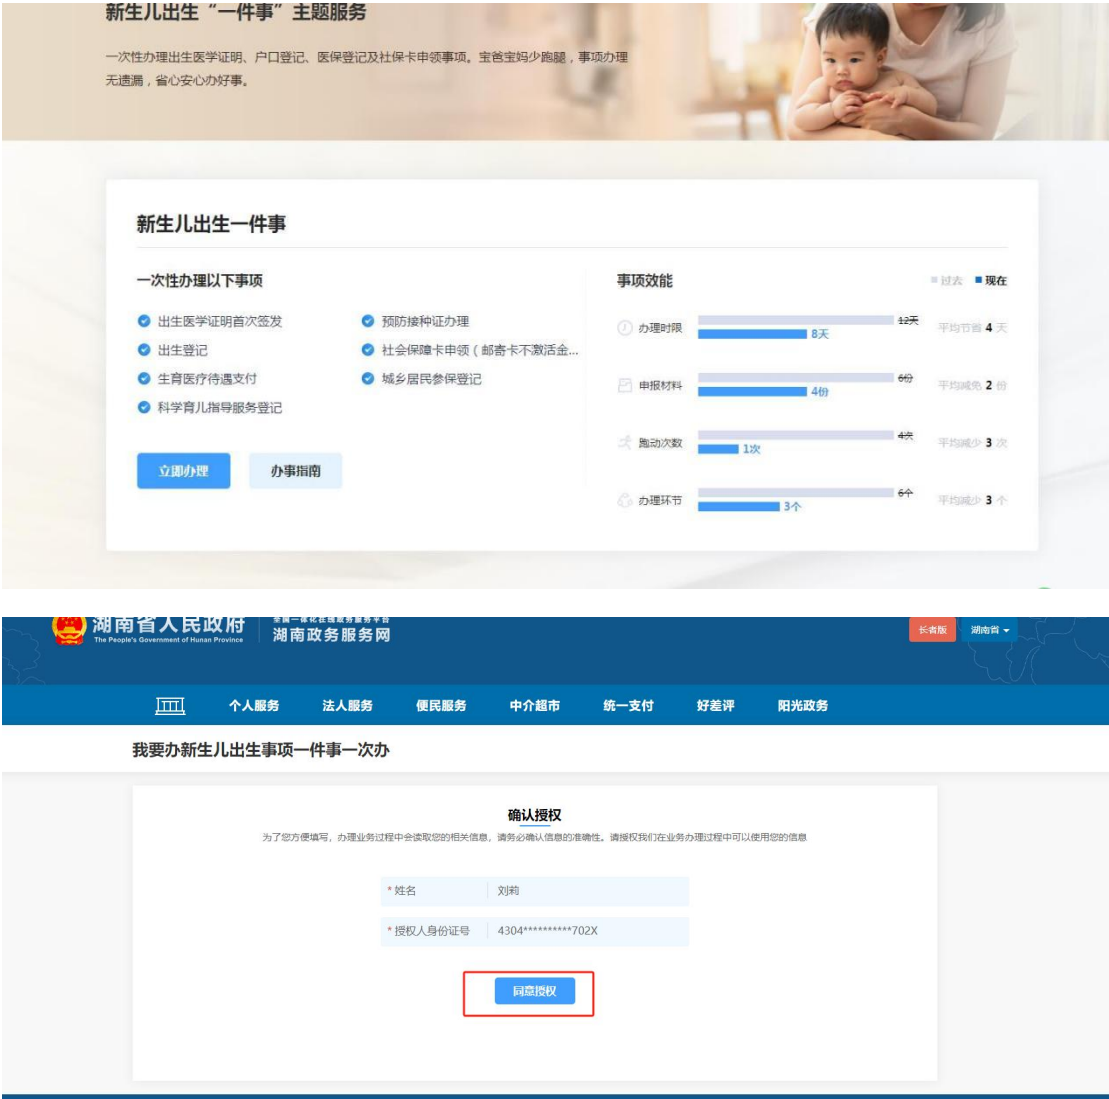 新生儿出生“一件事”主题服务
一次性办理出生医学证明、户口登记、医保登记及社保卡申领事项。宝爸宝妈少跑腿，事项办理
无遗漏，省心安心办好事。
新生儿出生一件事
一次性办理以下事项
出生医学证明首次签发
预防接种证办理
出生登记
社会保障卡申领（邮寄卡不激活金...
生育医疗待遇支付
城乡居民参保登记
科学育儿指导服务登记
立即办理
办事指南
事项效能
过去 现在
办理时限 12天 8天 平均节省 4 天
申报材料 6份 4份 平均减免 2 份
跑动次数 4次 1次 平均减少 3 次
办理环节 6个 3个 平均减少 3 个
湖南省人民政府
The People's Government of Hunan Province
全国一体化在线政务服务平台
湖南政务服务网
长者版
湖南省
个人服务 法人服务 便民服务 中介超市 统一支付 好差评 阳光政务
我要办新生儿出生事项一件事一次办
确认授权
为了您方便填写，办理业务过程中会读取您的相关信息，请务必确认信息的准确性。请授权我们在业务办理过程中可以使用您的信息
* 姓名 刘莉
* 授权人身份证号 4304**********702X
同意授权